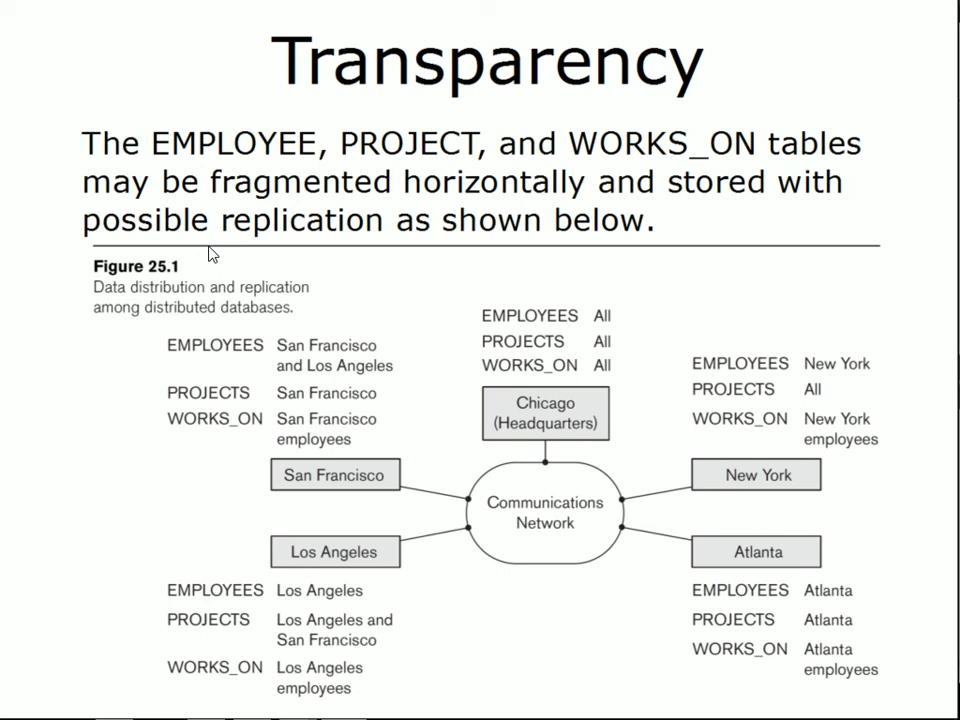 Transparency
The EMPLOYEE, PROJECT, and WORKS_ON tables
may be fragmented horizontally and stored with
possible replication as shown below.
Figure 25.1
Data distribution and replication
among distributed databases.
EMPLOYEES San Francisco
and Los Angeles
PROJECTS San Francisco
WORKS_ON San Francisco
employees
San Francisco
EMPLOYEES All
PROJECTS All
WORKS_ON All
Chicago
(Headquarters)
EMPLOYEES New York
PROJECTS All
WORKS_ON New York
employees
New York
Communications
Network
Los Angeles
EMPLOYEES Los Angeles
PROJECTS Los Angeles and
San Francisco
WORKS_ON Los Angeles
employees
Atlanta
EMPLOYEES Atlanta
PROJECTS Atlanta
WORKS_ON Atlanta
employees